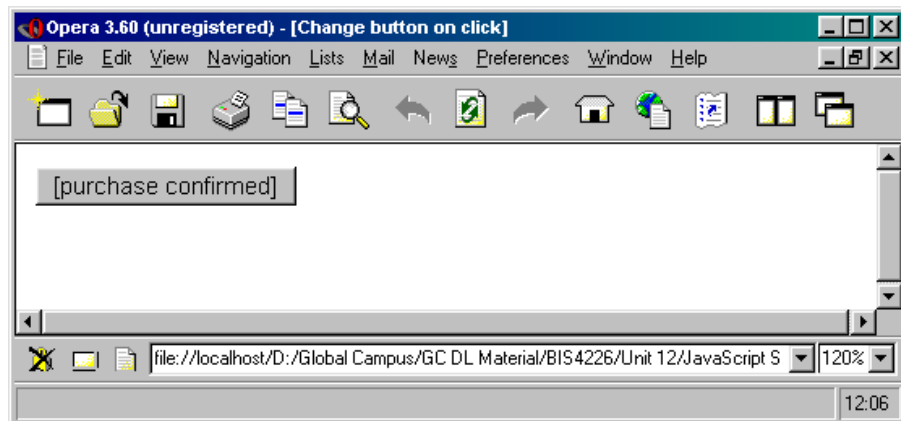 Opera 3.60 (unregistered) - [Change button on click]
File Edit View Navigation Lists Mail News Preferences Window Help
[purchase confirmed]
file://localhost/D:/Global Campus/GC DL Material/BIS4226/Unit 12/JavaScript S 120%
12:06